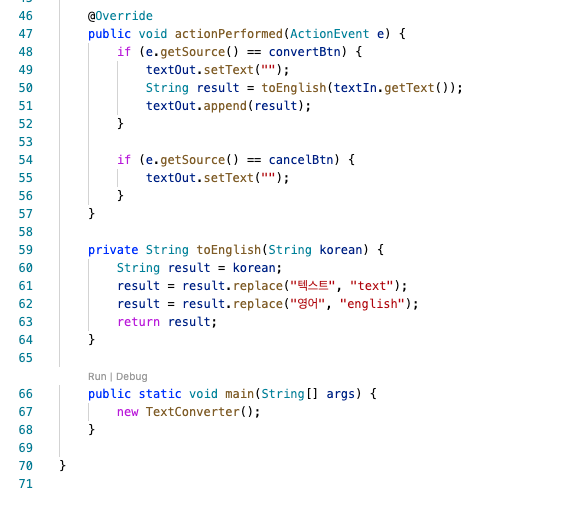 46 @Override
47 public void actionPerformed(ActionEvent e) {
48 if (e.getSource() == convertBtn) {
49 textOut.setText("");
50 String result = toEnglish(textIn.getText());
51 textOut.append(result);
52 }
53
54 if (e.getSource() == cancelBtn) {
55 textOut.setText("");
56 }
57 }
58
59 private String toEnglish(String korean) {
60 String result = korean;
61 result = result.replace("텍스트", "text");
62 result = result.replace("영어", "english");
63 return result;
64 }
65
Run | Debug
66 public static void main(String[] args) {
67 new TextConverter();
68 }
69
70 }
71